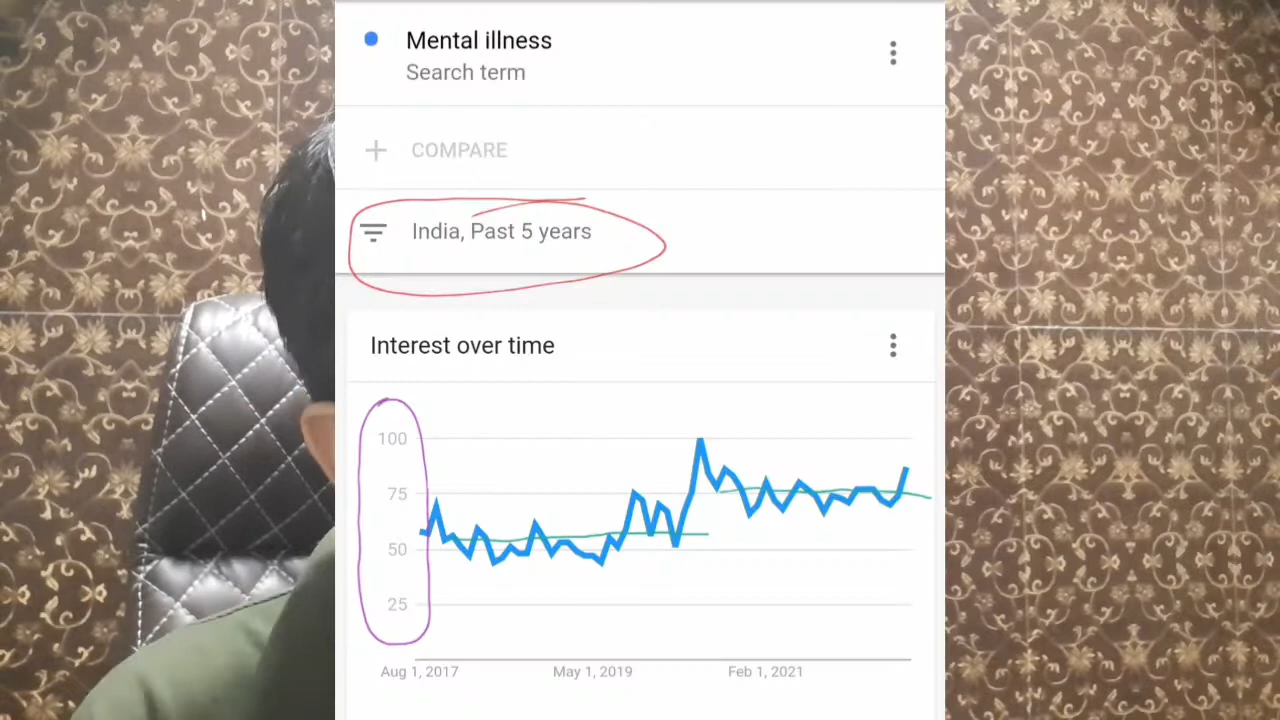 Mental illness
Search term
COMPARE
India, Past 5 years
Interest over time
100
75
50
25
Aug 1, 2017
May 1, 2019
Feb 1, 2021